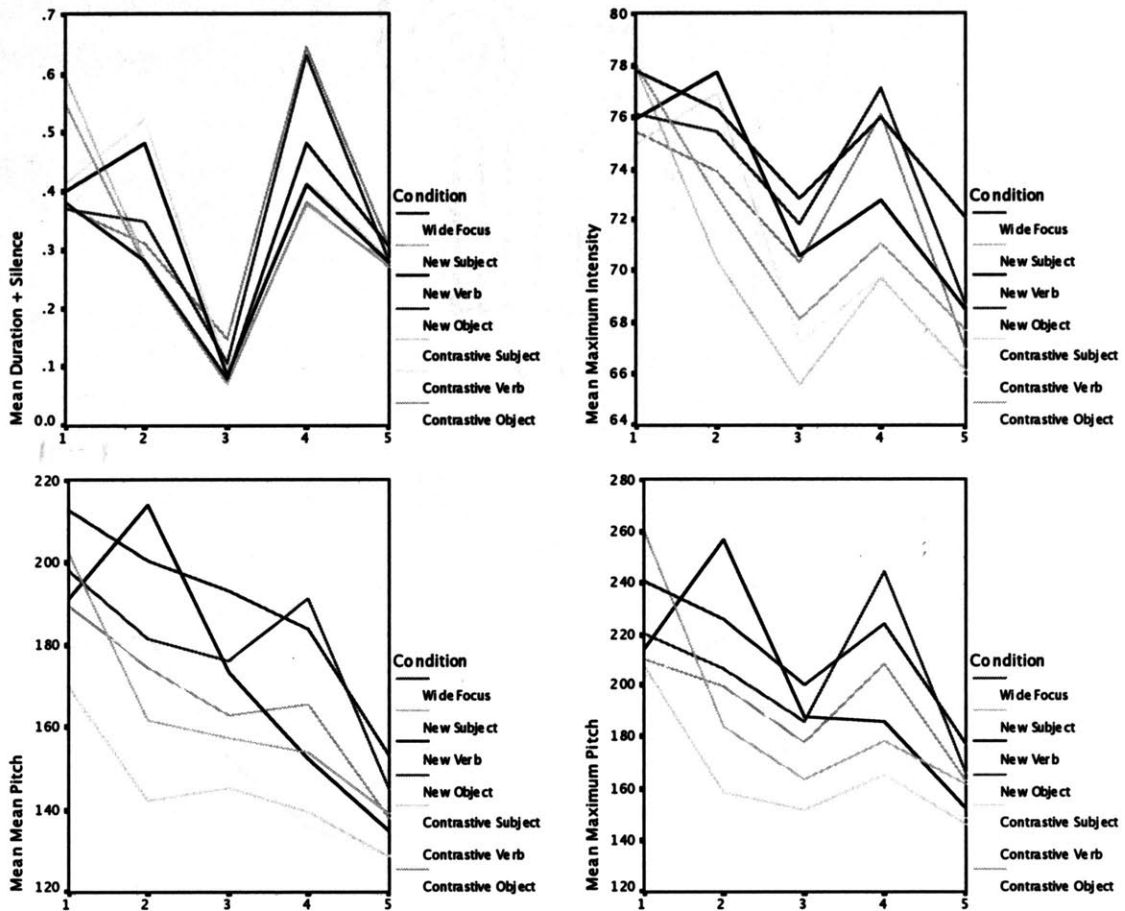 Mean Duration + Silence
.7
.6
.5
.4
.3
.2
.1
0.0
1 2 3 4 5
Condition
Wide Focus
New Subject
New Verb
New Object
Contrastive Subject
Contrastive Verb
Contrastive Object
Mean Maximum Intensity
80
78
76
74
72
70
68
66
64
1 2 3 4 5
Condition
Wide Focus
New Subject
New Verb
New Object
Contrastive Subject
Contrastive Verb
Contrastive Object
Mean Mean Pitch
220
200
180
160
140
120
1 2 3 4 5
Condition
Wide Focus
New Subject
New Verb
New Object
Contrastive Subject
Contrastive Verb
Contrastive Object
Mean Maximum Pitch
280
260
240
220
200
180
160
140
120
1 2 3 4 5
Condition
Wide Focus
New Subject
New Verb
New Object
Contrastive Subject
Contrastive Verb
Contrastive Object